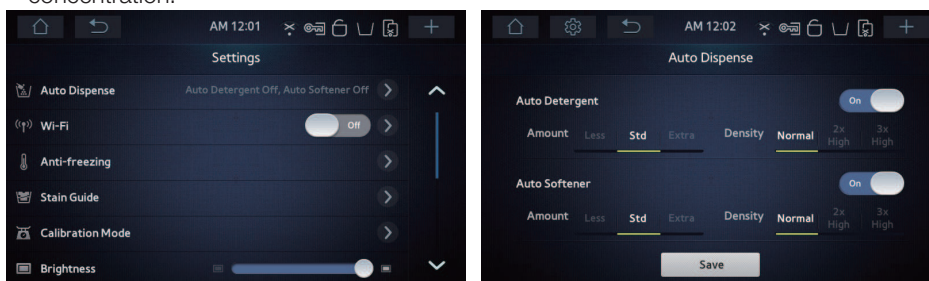 concentration.
AM 12:01
Settings
Auto Dispense Auto Detergent Off, Auto Softener Off
Wi-Fi Off
Anti-freezing
Stain Guide
Calibration Mode
Brightness
AM 12:02
Auto Dispense
Auto Detergent On
Amount Less Std Extra Density Normal 2x High 3x High
Auto Softener On
Amount Less Std Extra Density Normal 2x High 3x High
Save